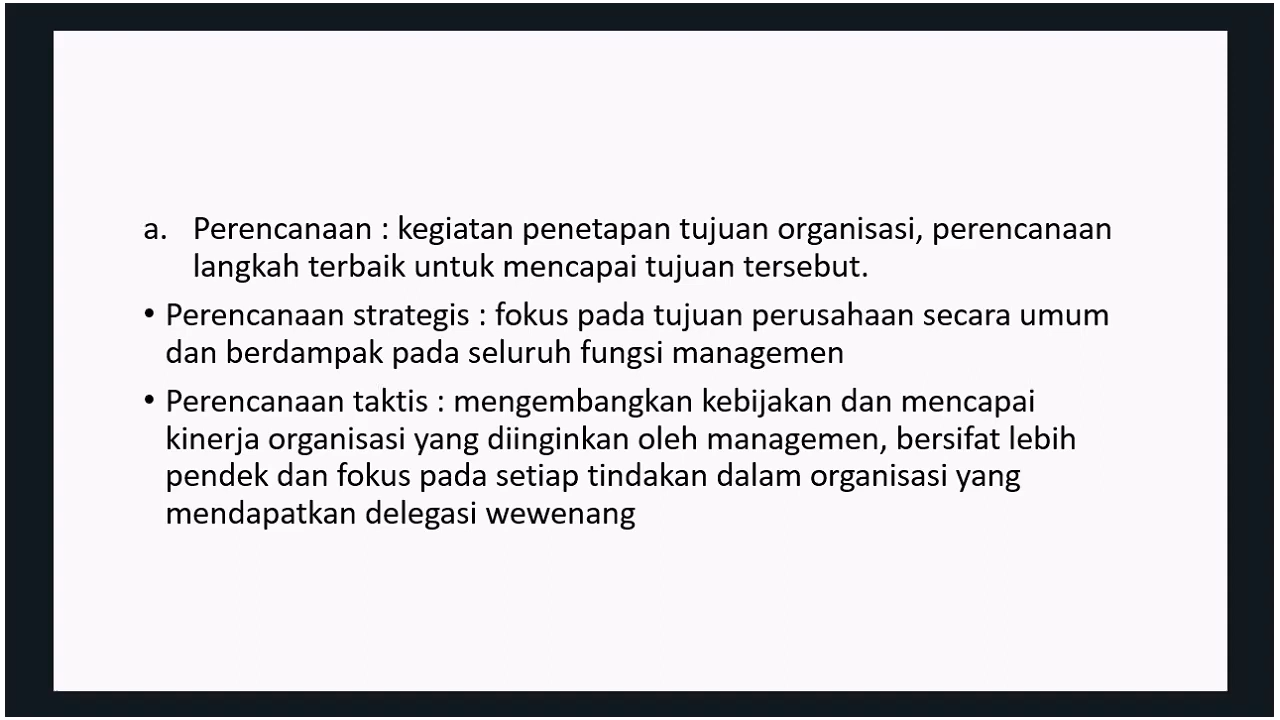 a. Perencanaan : kegiatan penetapan tujuan organisasi, perencanaan
langkah terbaik untuk mencapai tujuan tersebut.
• Perencanaan strategis : fokus pada tujuan perusahaan secara umum
dan berdampak pada seluruh fungsi managemen
• Perencanaan taktis : mengembangkan kebijakan dan mencapai
kinerja organisasi yang diinginkan oleh managemen, bersifat lebih
pendek dan fokus pada setiap tindakan dalam organisasi yang
mendapatkan delegasi wewenang